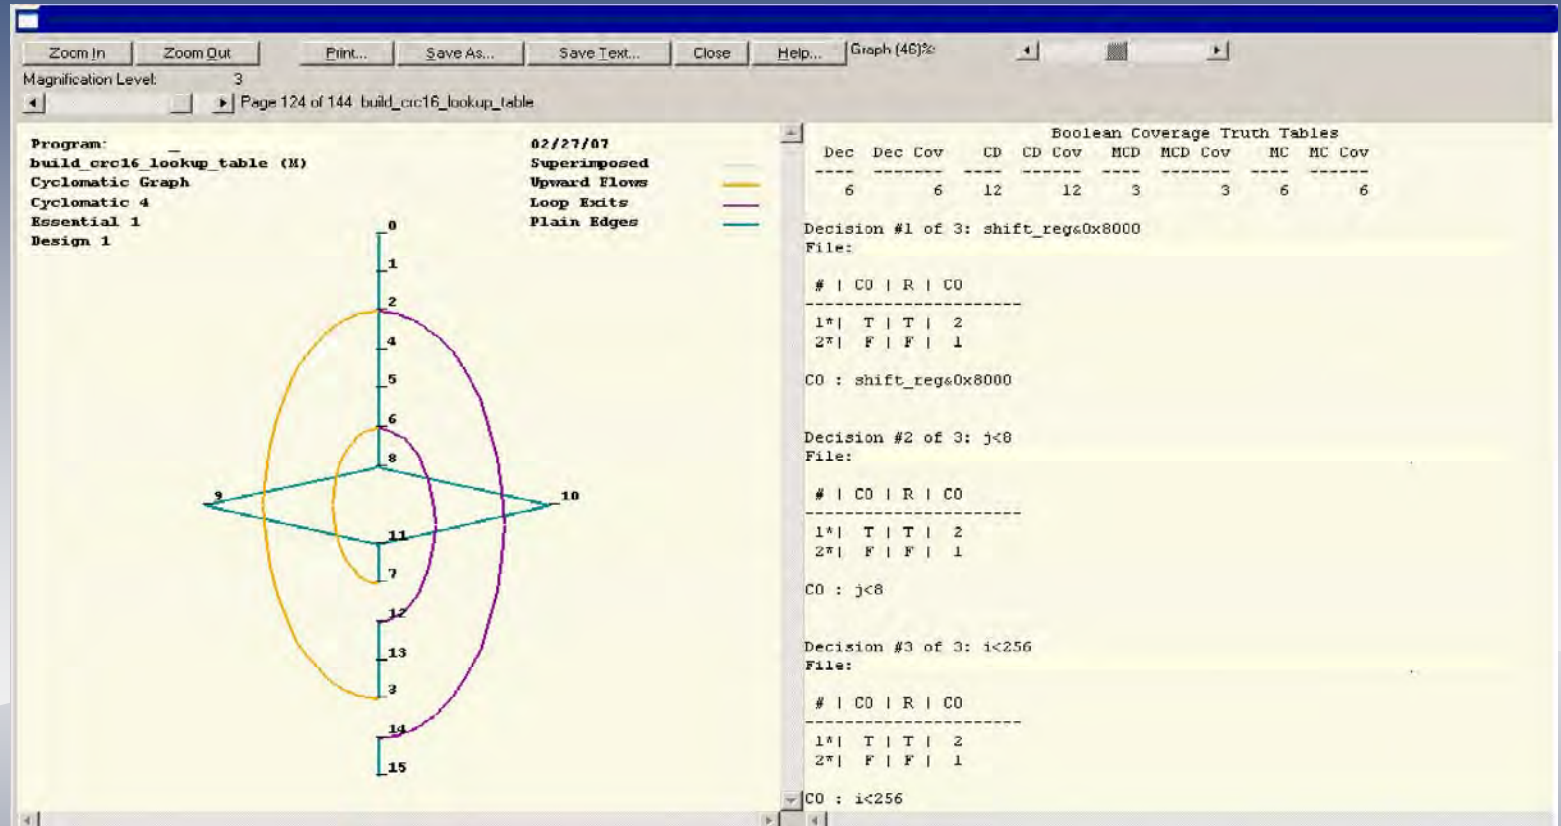 Zoom In Zoom Out Print... Save As... Save Text... Close Help... Graph (46)%:
Magnification Level: 3
Page 124 of 144 build_crc16_lookup_table
Program: _
build_crc16_lookup_table (M)
Cyclomatic Graph
Cyclomatic 4
Essential 1
Design 1
02/27/07
Superimposed
Upward Flows
Loop Exits
Plain Edges
0
1
2
4
5
6
8
9
10
11
7
12
13
3
14
15
Boolean Coverage Truth Tables
Dec Dec Cov CD CD Cov MCD MCD Cov MC MC Cov
---- ------- ---- ------ ---- ------- ---- ------
6 6 12 12 3 3 6 6
Decision #1 of 3: shift_reg&0x8000
File:
# | C0 | R | C0
-----------------------
1*| T | T | 2
2*| F | F | 1
C0 : shift_reg&0x8000
Decision #2 of 3: j<8
File:
# | C0 | R | C0
-----------------------
1*| T | T | 2
2*| F | F | 1
C0 : j<8
Decision #3 of 3: i<256
File:
# | C0 | R | C0
-----------------------
1*| T | T | 2
2*| F | F | 1
C0 : i<256